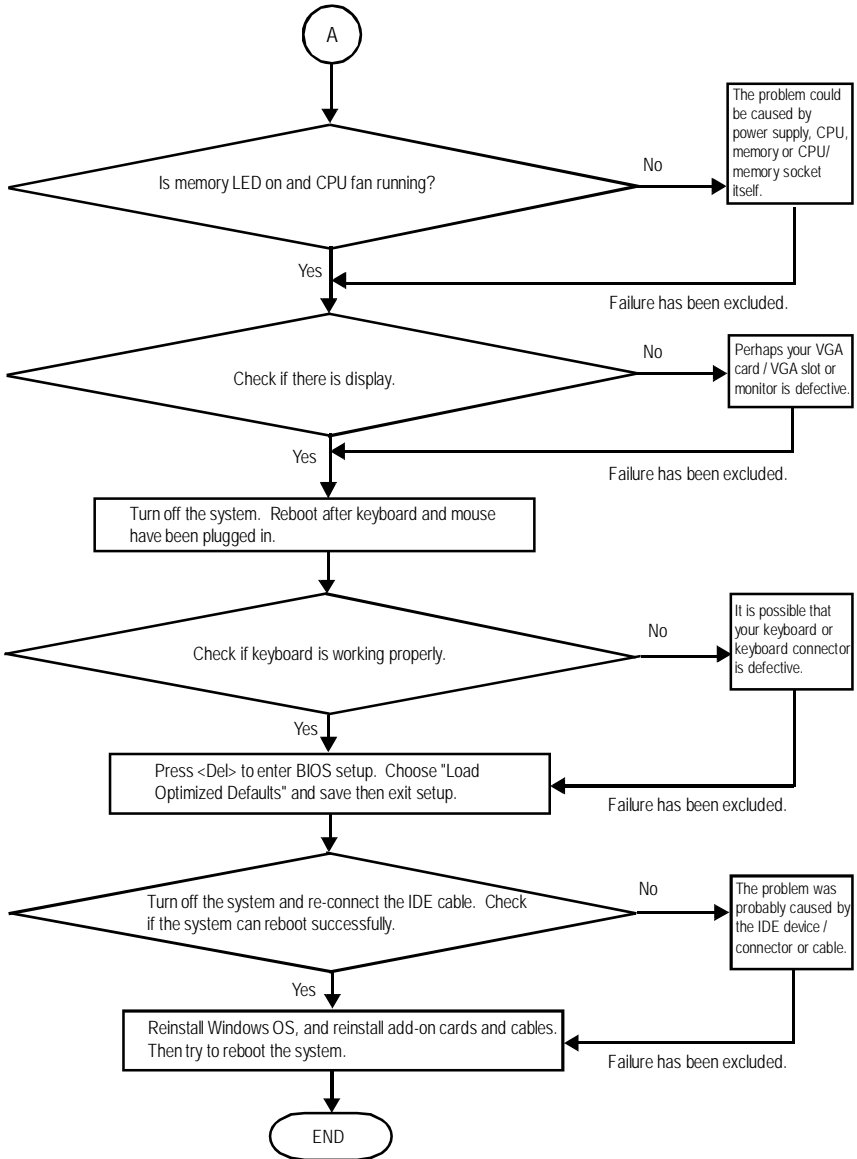 A
Is memory LED on and CPU fan running?
No
The problem could
be caused by
power supply, CPU,
memory or CPU/
memory socket
itself.
Yes
Failure has been excluded.
Check if there is display.
No
Perhaps your VGA
card / VGA slot or
monitor is defective.
Yes
Failure has been excluded.
Turn off the system. Reboot after keyboard and mouse
have been plugged in.
Check if keyboard is working properly.
No
It is possible that
your keyboard or
keyboard connector
is defective.
Yes
Press <Del> to enter BIOS setup. Choose "Load
Optimized Defaults" and save then exit setup.
Failure has been excluded.
Turn off the system and re-connect the IDE cable. Check
if the system can reboot successfully.
No
The problem was
probably caused by
the IDE device /
connector or cable.
Yes
Reinstall Windows OS, and reinstall add-on cards and cables.
Then try to reboot the system.
Failure has been excluded.
END